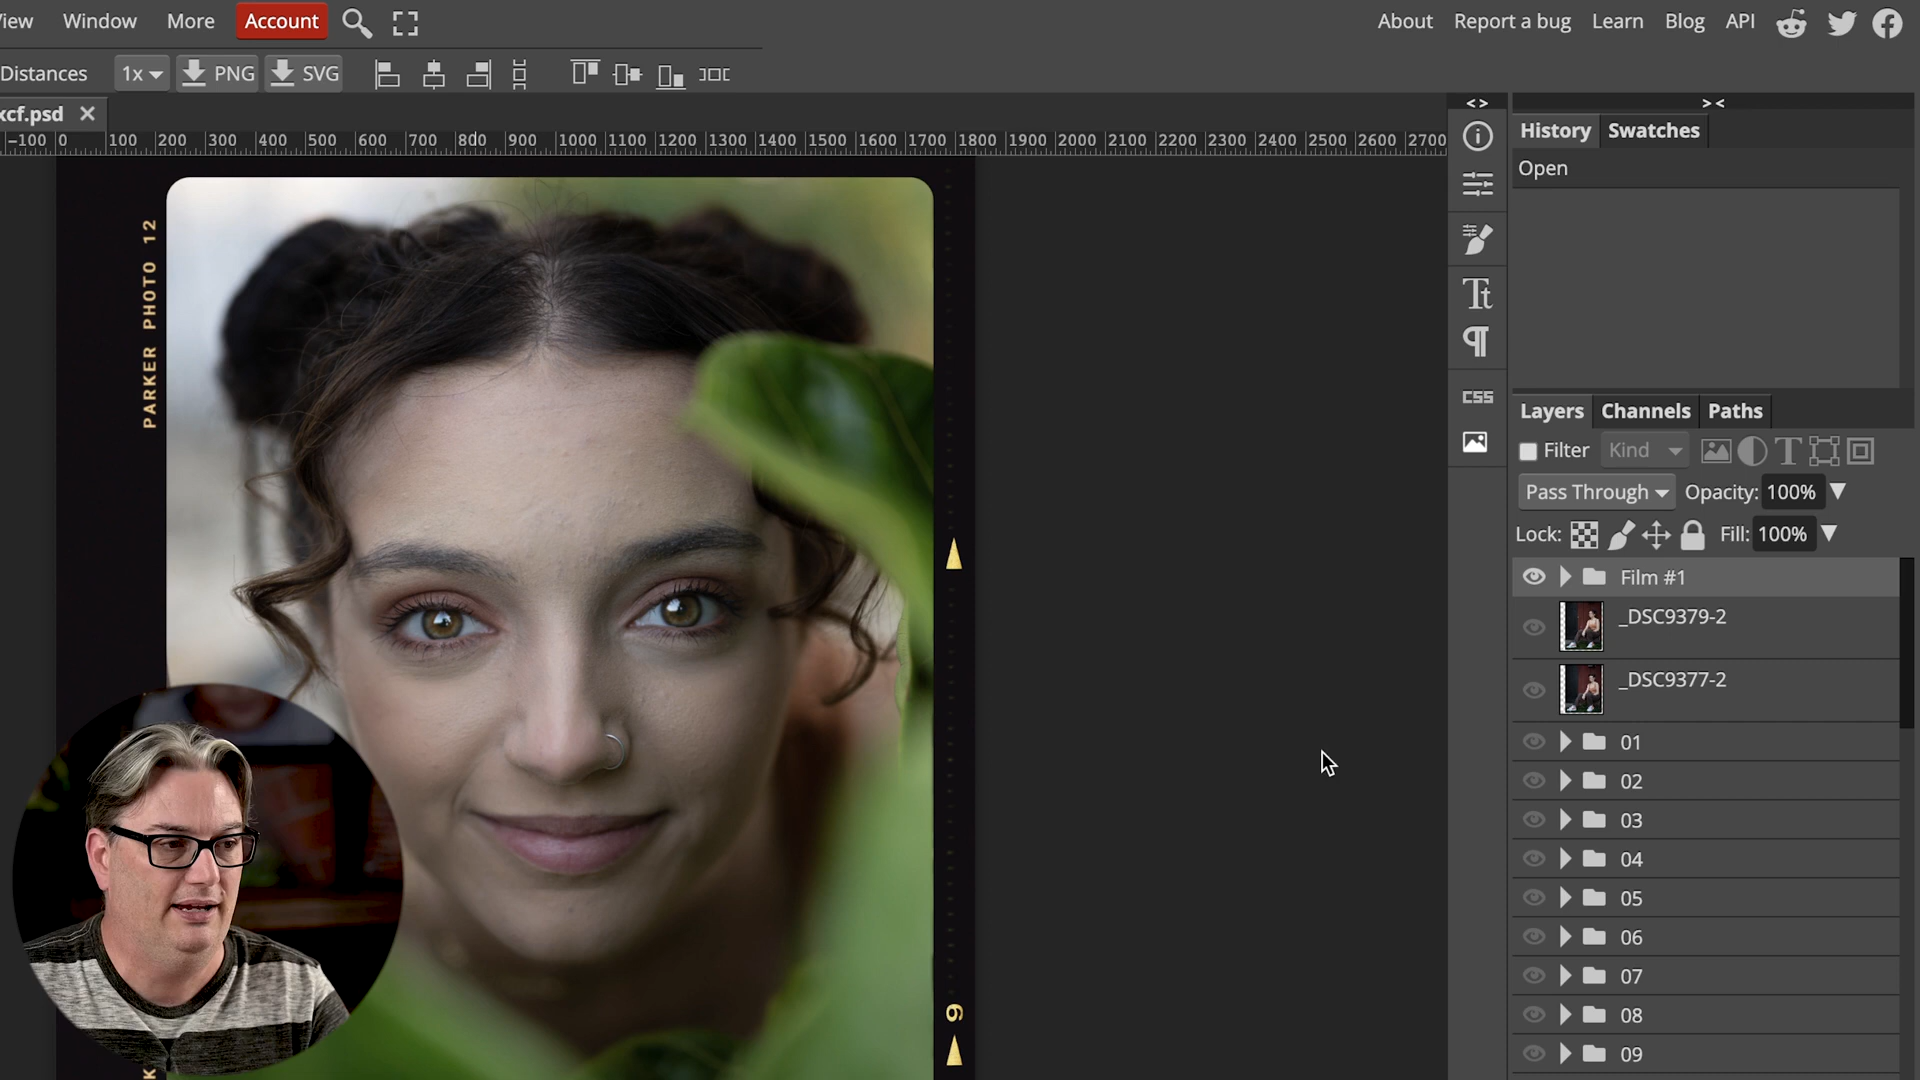 View Window More Account About Report a bug Learn Blog API
Distances 1x PNG SVG
xcf.psd
-100 0 100 200 300 400 500 600 700 800 900 1000 1100 1200 1300 1400 1500 1600 1700 1800 1900 2000 2100 2200 2300 2400 2500 2600 2700
PARKER PHOTO 12
6
K
Tt
¶
CSS
History Swatches
Open
Layers Channels Paths
Filter Kind T
Pass Through Opacity: 100%
Lock: Fill: 100%
Film #1
_DSC9379-2
_DSC9377-2
01
02
03
04
05
06
07
08
09